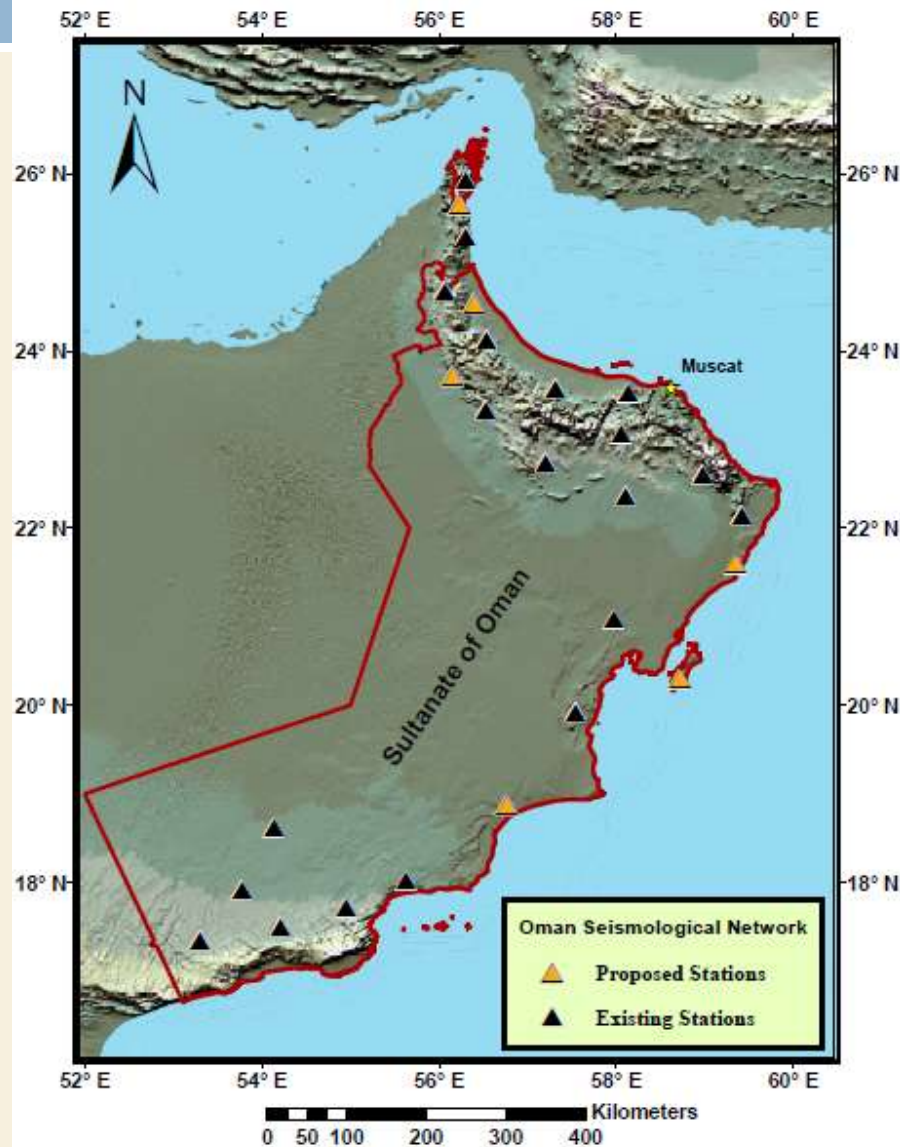 52° E 54° E 56° E 58° E 60° E
N
26° N 26° N
24° N 24° N
Muscat
22° N 22° N
Sultanate of Oman
20° N 20° N
18° N 18° N
Oman Seismological Network
Proposed Stations
Existing Stations
52° E 54° E 56° E 58° E 60° E
Kilometers
0 50 100 200 300 400